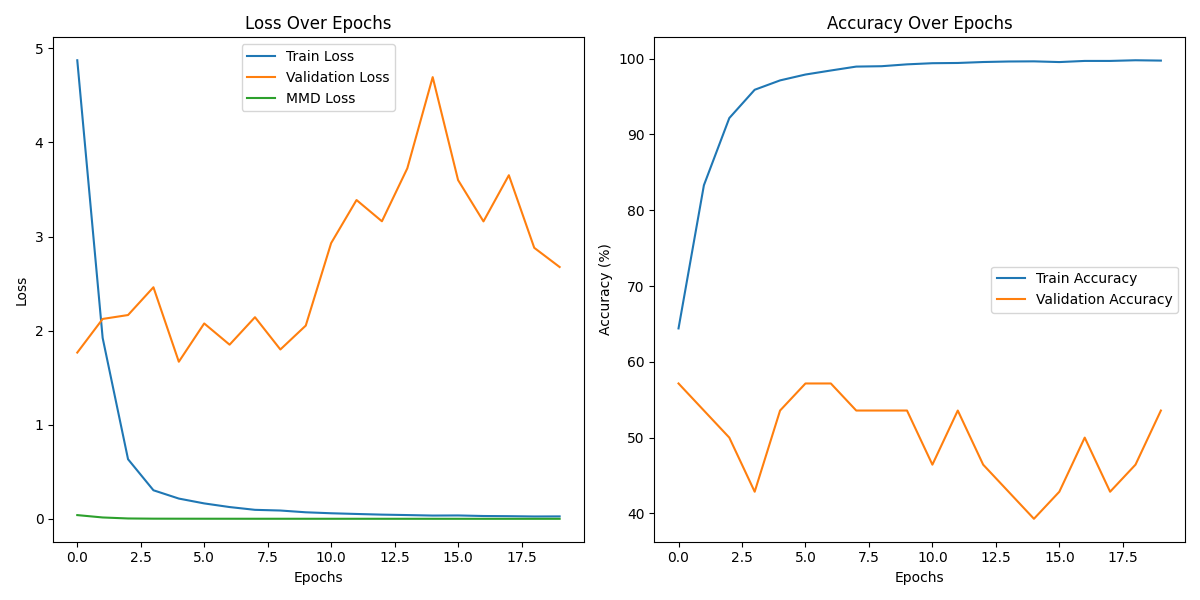 Loss Over Epochs
5
4
3
2
1
0
Loss
Train Loss
Validation Loss
MMD Loss
0.0 2.5 5.0 7.5 10.0 12.5 15.0 17.5
Epochs
Accuracy Over Epochs
100
90
80
70
60
50
40
Accuracy (%)
Train Accuracy
Validation Accuracy
0.0 2.5 5.0 7.5 10.0 12.5 15.0 17.5
Epochs